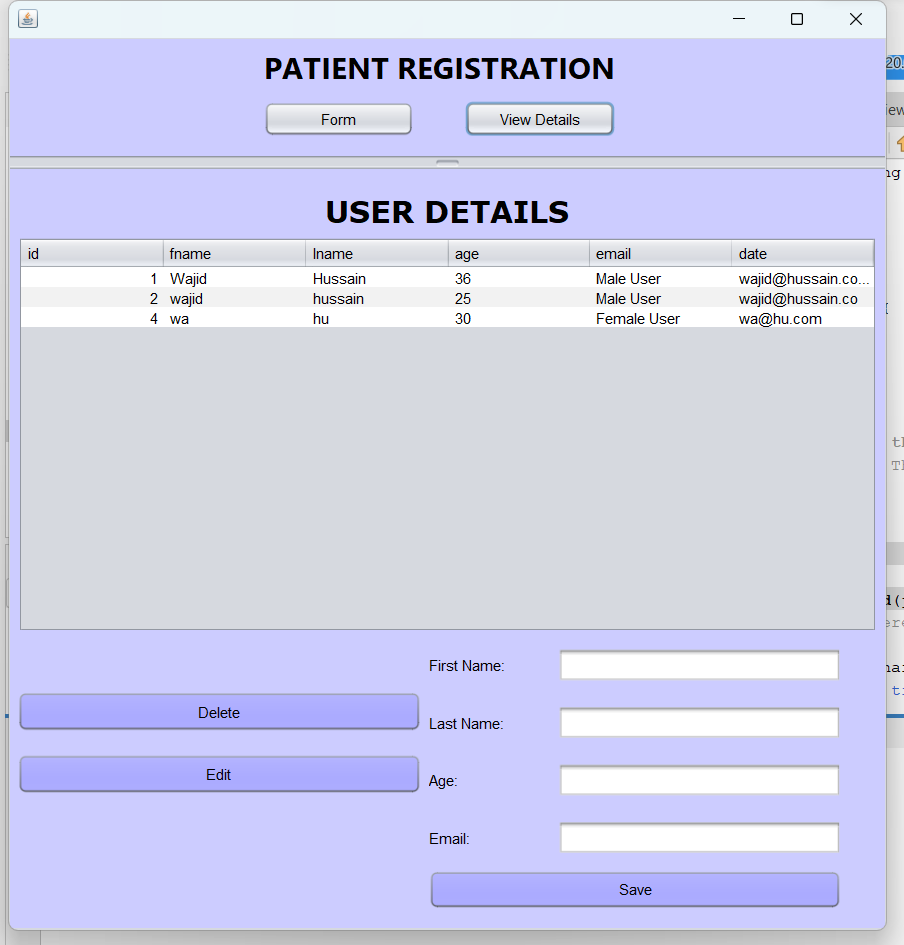 PATIENT REGISTRATION
Form View Details
USER DETAILS
id fname lname age email date
1 Wajid Hussain 36 Male User wajid@hussain.co...
2 wajid hussain 25 Male User wajid@hussain.co
4 wa hu 30 Female User wa@hu.com
First Name:
Delete
Last Name:
Edit
Age:
Email:
Save